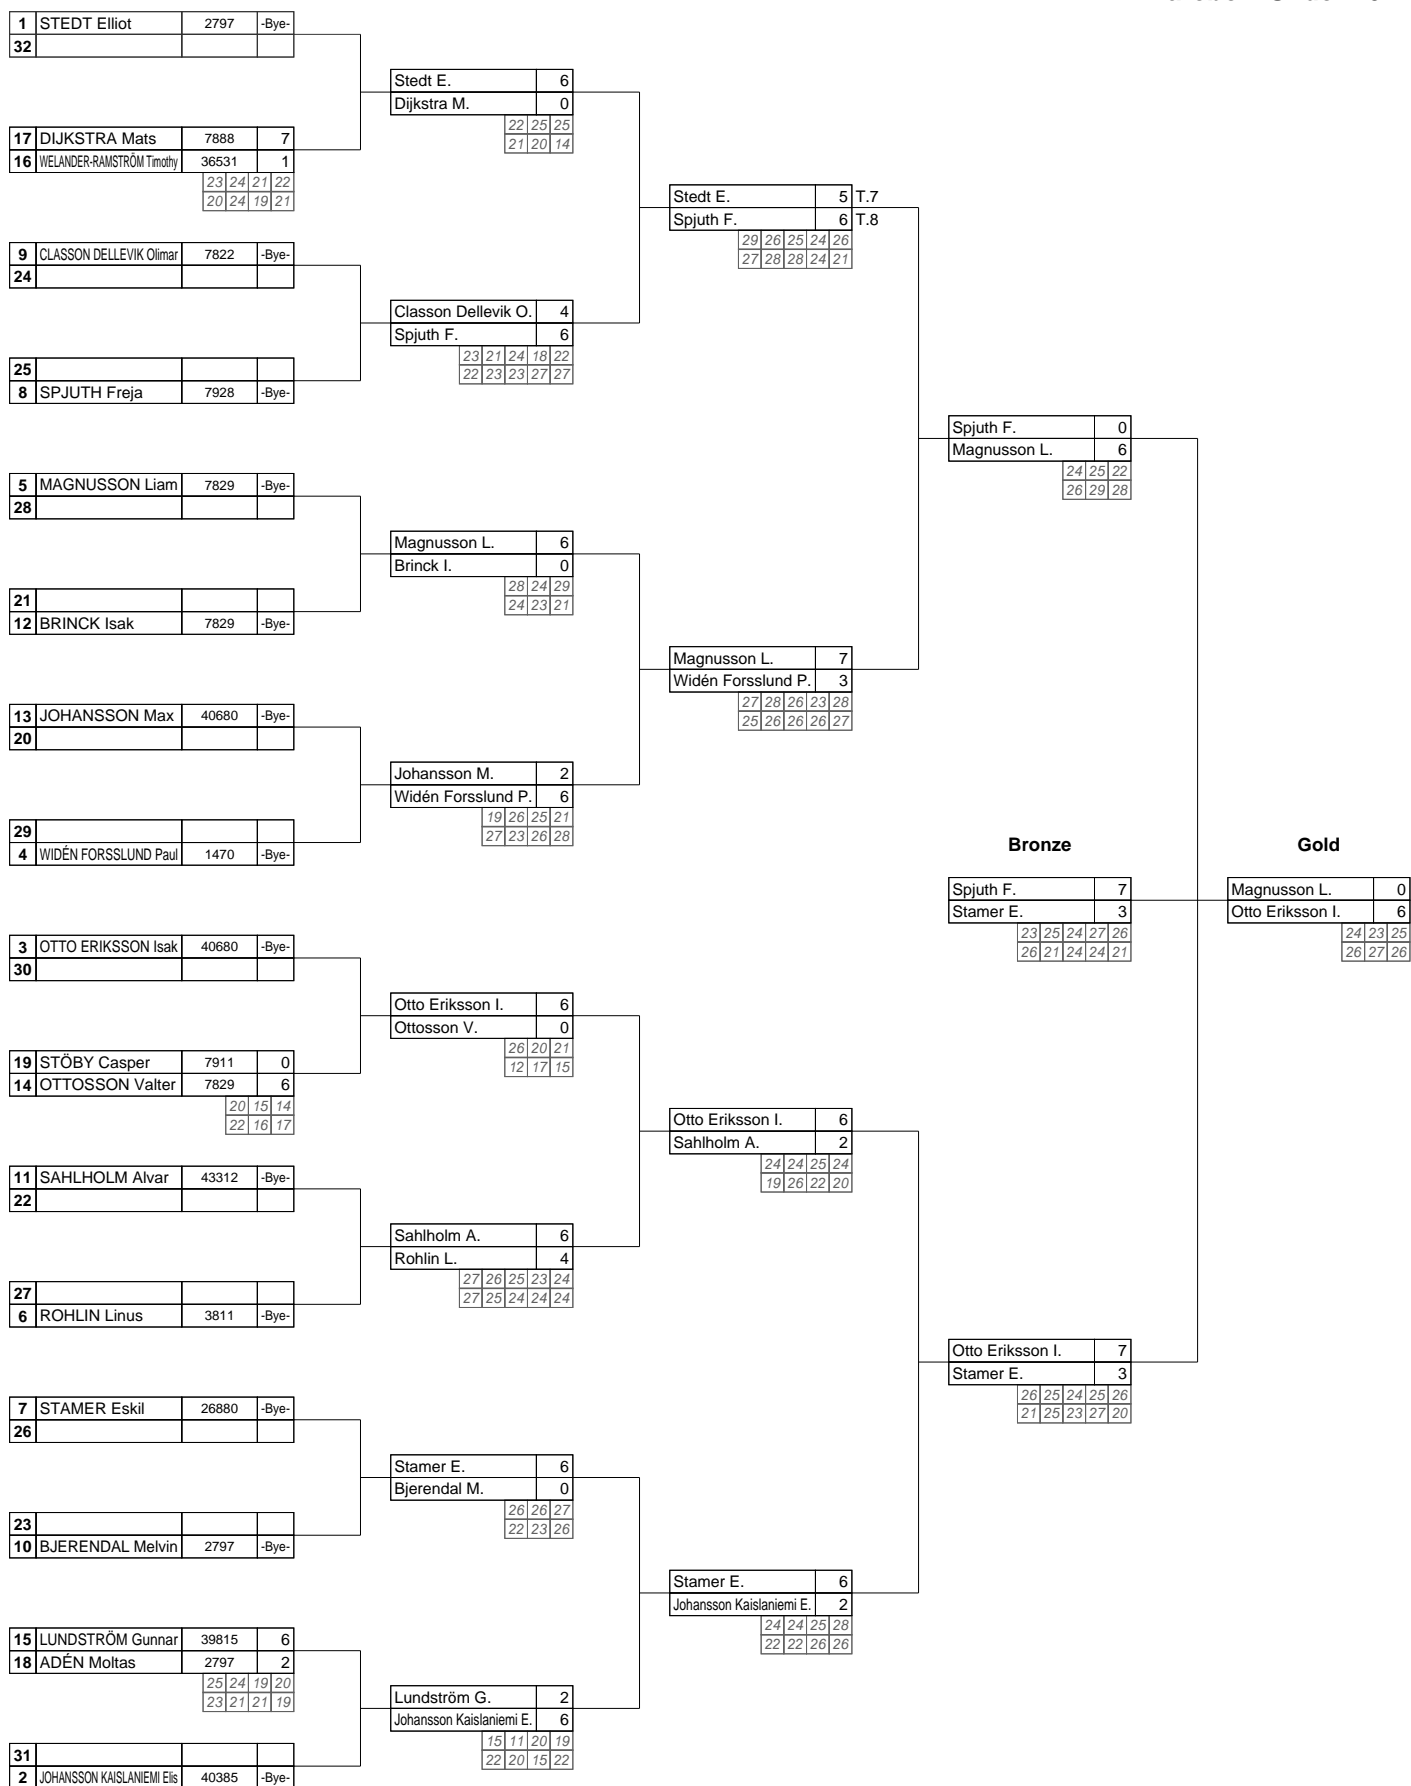 1 STEDT Elliot 2797 -Bye-
32
17 DIJKSTRA Mats 7888 7
16 WELANDER-RAMSTRÖM Timothy 36531 1
23 24 21 22
20 24 19 21
9 CLASSON DELLEVIK Olimar 7822 -Bye-
24
25
8 SPJUTH Freja 7928 -Bye-
5 MAGNUSSON Liam 7829 -Bye-
28
21
12 BRINCK Isak 7829 -Bye-
13 JOHANSSON Max 40680 -Bye-
20
29
4 WIDÉN FORSSLUND Paul 1470 -Bye-
3 OTTO ERIKSSON Isak 40680 -Bye-
30
19 STÖBY Casper 7911 0
14 OTTOSSON Valter 7829 6
20 15 14
22 16 17
11 SAHLHOLM Alvar 43312 -Bye-
22
27
6 ROHLIN Linus 3811 -Bye-
7 STAMER Eskil 26880 -Bye-
26
23
10 BJERENDAL Melvin 2797 -Bye-
15 LUNDSTRÖM Gunnar 39815 6
18 ADÉN Moltas 2797 2
25 24 19 20
23 21 21 19
31
2 JOHANSSON KAISLANIEMI Elis 40385 -Bye-
Stedt E. 6
Dijkstra M. 0
22 25 25
21 20 14
Classon Dellevik O. 4
Spjuth F. 6
23 21 24 18 22
22 23 23 27 27
Magnusson L. 6
Brinck I. 0
28 24 29
24 23 21
Johansson M. 2
Widén Forsslund P. 6
19 26 25 21
27 23 26 28
Otto Eriksson I. 6
Ottosson V. 0
26 20 21
12 17 15
Sahlholm A. 6
Rohlin L. 4
27 26 25 23 24
27 25 24 24 24
Stamer E. 6
Bjerendal M. 0
26 26 27
22 23 26
Lundström G. 2
Johansson Kaislaniemi E. 6
15 11 20 19
22 20 15 22
Stedt E. 5 T.7
Spjuth F. 6 T.8
29 26 25 24 26
27 28 28 24 21
Magnusson L. 7
Widén Forsslund P. 3
27 28 26 23 28
25 26 26 26 27
Otto Eriksson I. 6
Sahlholm A. 2
24 24 25 24
19 26 22 20
Stamer E. 6
Johansson Kaislaniemi E. 2
24 24 25 28
22 22 26 26
Spjuth F. 0
Magnusson L. 6
24 25 22
26 29 28
Otto Eriksson I. 7
Stamer E. 3
26 25 24 25 26
21 25 23 27 20
Bronze
Spjuth F. 7
Stamer E. 3
23 25 24 27 26
26 21 24 24 21
Gold
Magnusson L. 0
Otto Eriksson I. 6
24 23 25
26 27 26